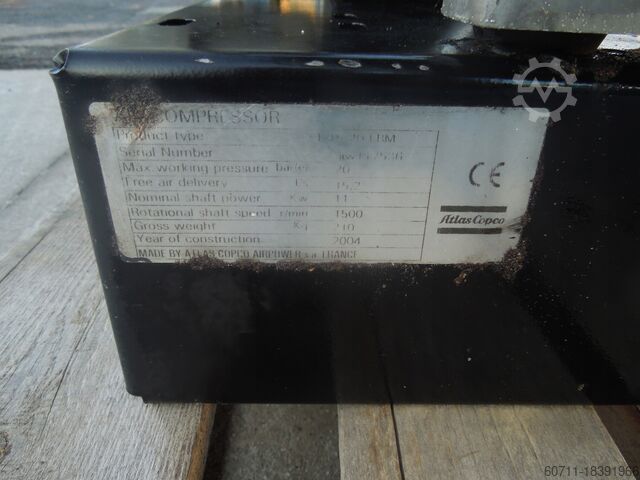 COMPRESSOR
Product type
Serial Number
Max.working pressure bar(e) 20
Free air delivery L/s 15,2
Nominal shaft power Kw 11
Rotational shaft speed r/min 1500
Gross weight Kg 210
Year of construction 2004
MADE BY ATLAS COPCO AIRPOWER s.a FRANCE
CE
Atlas Copco
60711-18391966